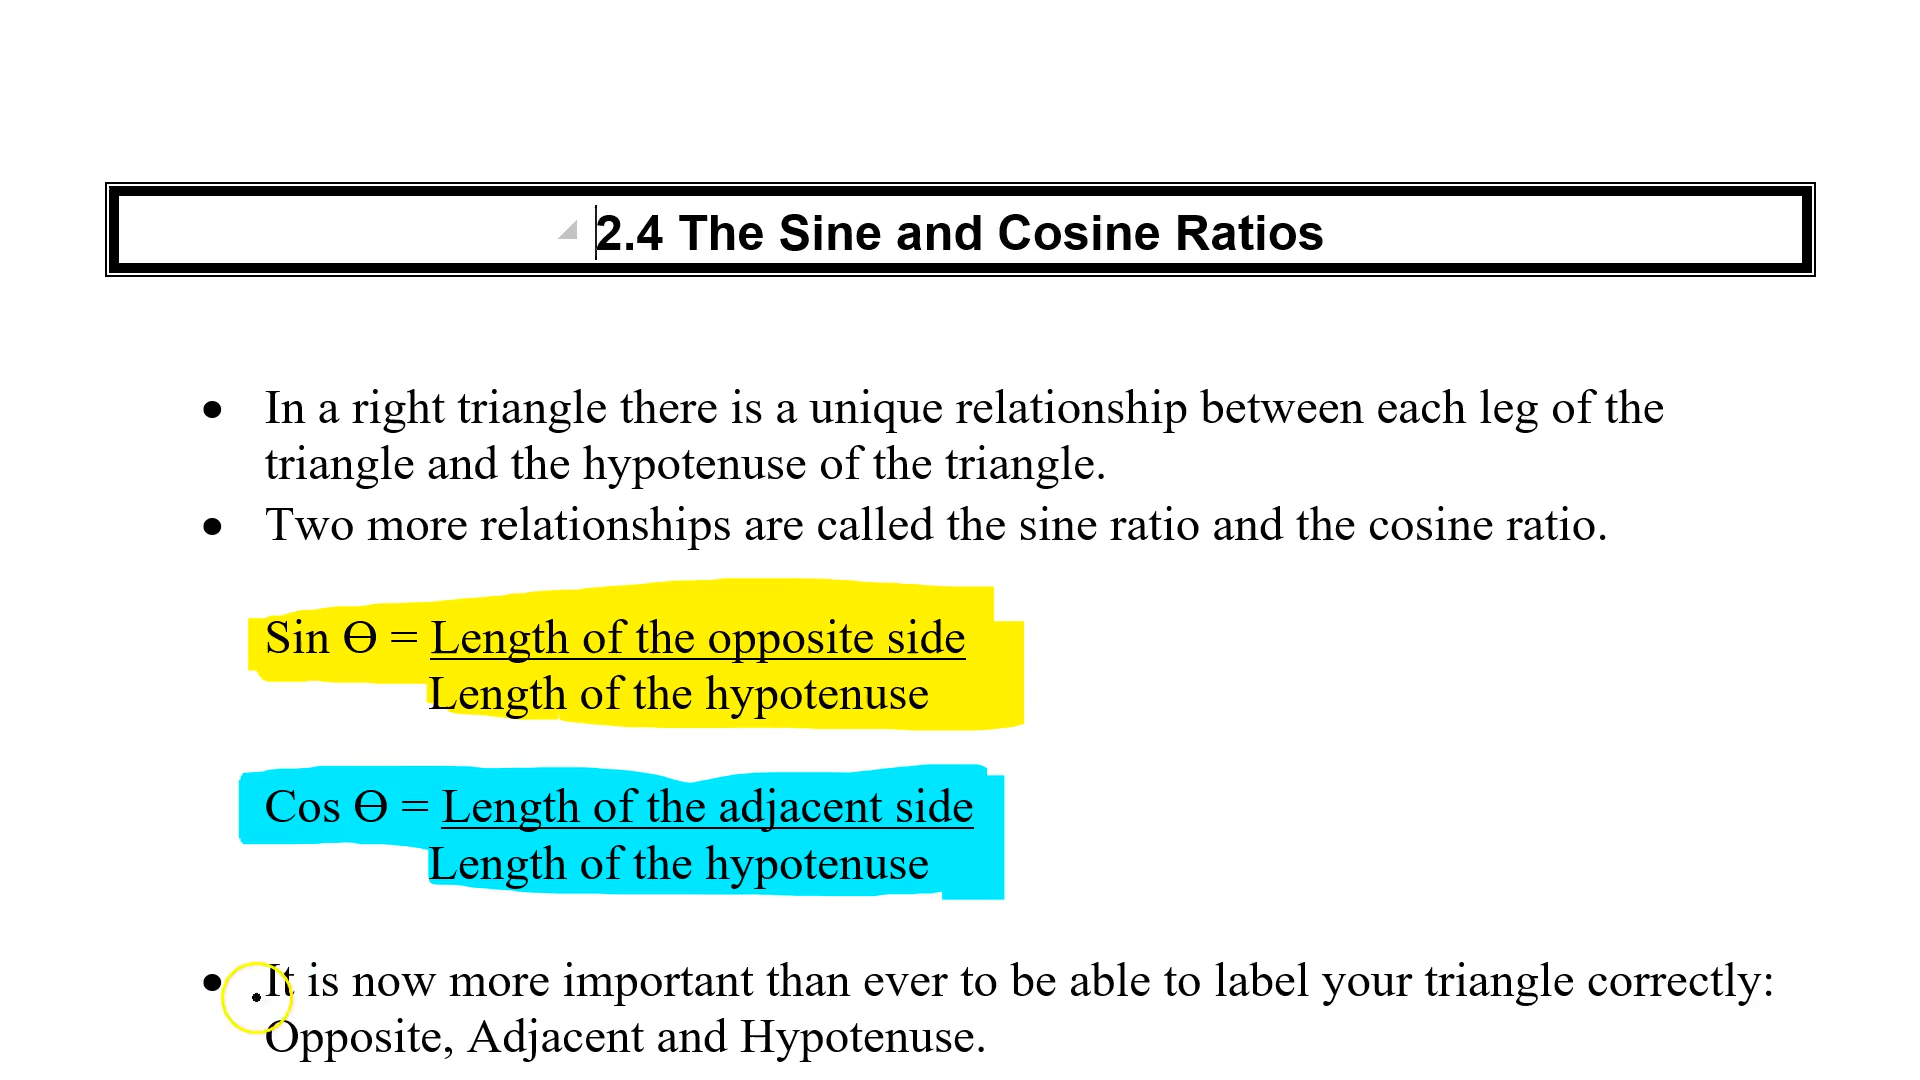 2.4 The Sine and Cosine Ratios
• In a right triangle there is a unique relationship between each leg of the
triangle and the hypotenuse of the triangle.
• Two more relationships are called the sine ratio and the cosine ratio.
Sin Ɵ = Length of the opposite side
Length of the hypotenuse
Cos Ɵ = Length of the adjacent side
Length of the hypotenuse
• It is now more important than ever to be able to label your triangle correctly:
Opposite, Adjacent and Hypotenuse.